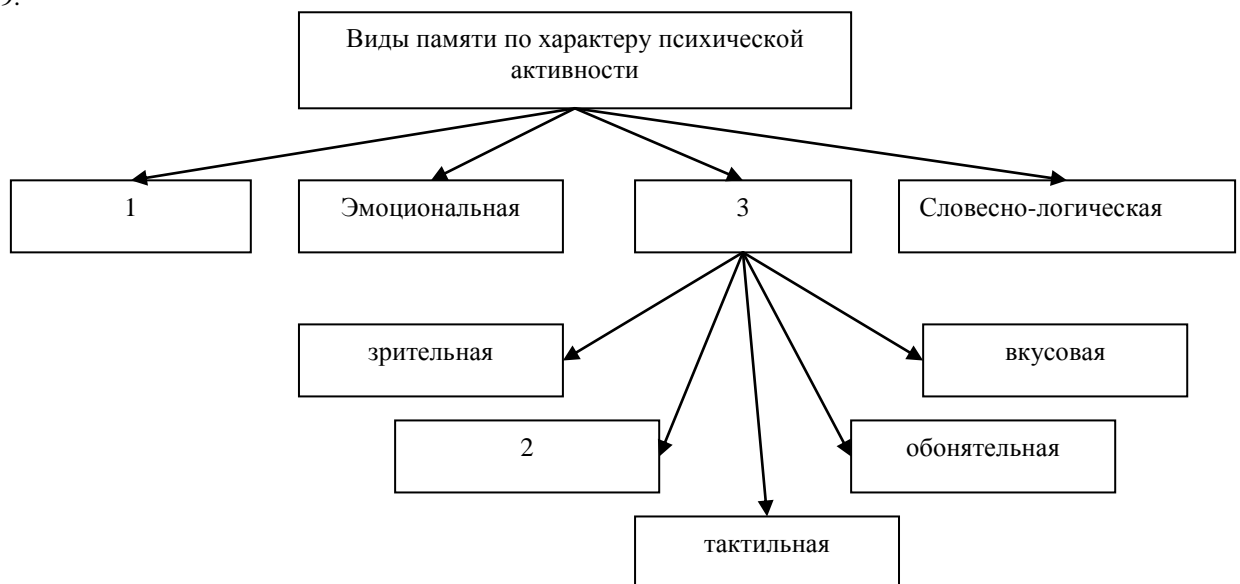 9.
Виды памяти по характеру психической
активности
1
Эмоциональная
3
Словесно-логическая
зрительная
вкусовая
2
обонятельная
тактильная